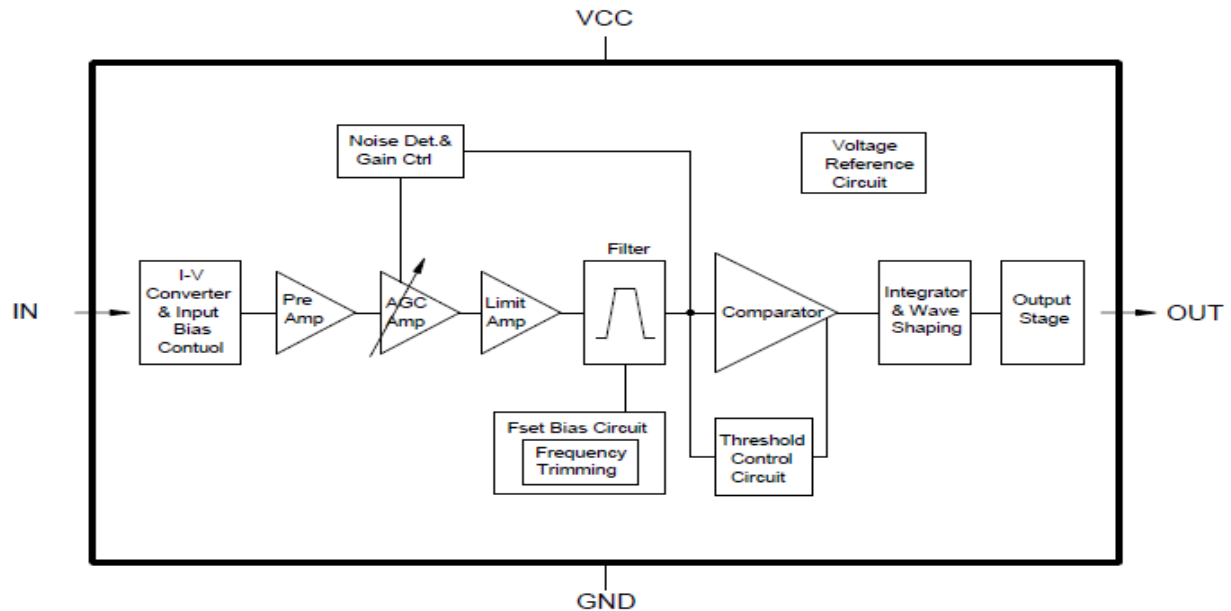 VCC
Noise Det.&
Gain Ctrl
Voltage
Reference
Circuit
Filter
I-V
Converter
& Input
Bias
Contuol
Pre
Amp
AGC
Amp
Limit
Amp
Comparator
Integrator
& Wave
Shaping
Output
Stage
IN
OUT
Fset Bias Circuit
Frequency
Trimming
Threshold
Control
Circuit
GND